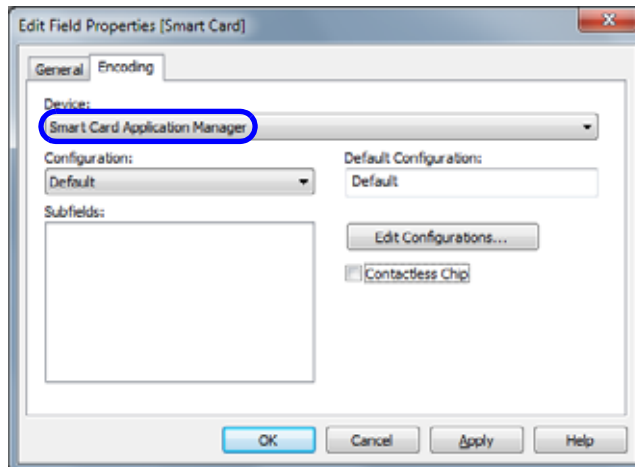 Edit Field Properties [Smart Card]
General Encoding
Device:
Smart Card Application Manager
Configuration: Default Configuration:
Default Default
Subfields:
Edit Configurations...
Contactless Chip
OK Cancel Apply Help